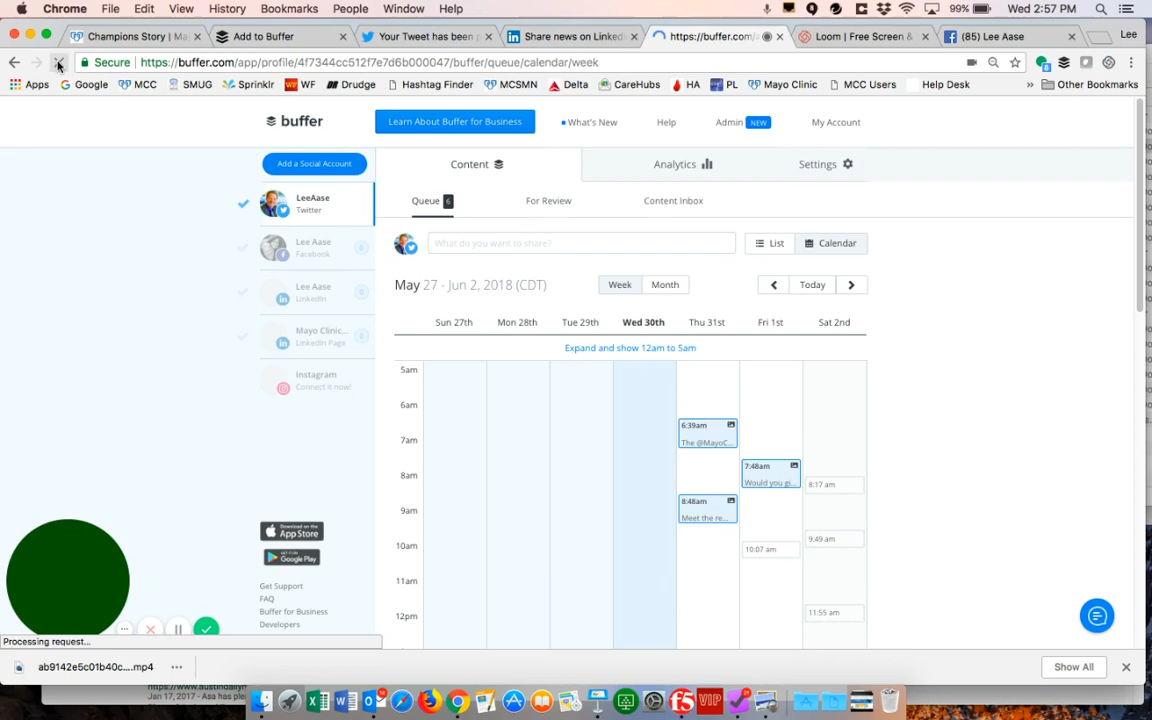 Chrome File Edit View History Bookmarks People Window Help 99% Wed 2:57 PM
Champions Story | Ma Add to Buffer Your Tweet has been p Share news on Linked https://buffer.com/a Loom | Free Screen & (85) Lee Aase Lee
Secure https://buffer.com/app/profile/4f7344cc512f7d6b000047/buffer/queue/calendar/week
Apps Google MCC SMUG Sprinklr WF Drudge Hashtag Finder MCSMN Delta CareHubs HA PL Mayo Clinic MCC Users Help Desk » Other Bookmarks
buffer Learn About Buffer for Business What's New Help Admin NEW My Account
Add a Social Account Content Analytics Settings
LeeAase
Twitter
Queue 6 For Review Content Inbox
Lee Aase
Facebook
0
What do you want to share? List Calendar
Lee Aase
LinkedIn
0
May 27 - Jun 2, 2018 (CDT) Week Month Today
Mayo Clinic...
LinkedIn Page
0
Sun 27th Mon 28th Tue 29th Wed 30th Thu 31st Fri 1st Sat 2nd
Expand and show 12am to 5am
Instagram
Connect it now!
5am
6am
6:39am
The @MayoC...
7am
7:48am
Would you gi...
8am
8:17 am
8:48am
Meet the re...
9am
9:49 am
10am
10:07 am
11am
11:55 am
12pm
Download on the
App Store
GET IT ON
Google Play
Get Support
FAQ
Buffer for Business
Developers
Processing request...
ab9142e5c01b40c....mp4 Show All
Jan 17, 2017
VIP